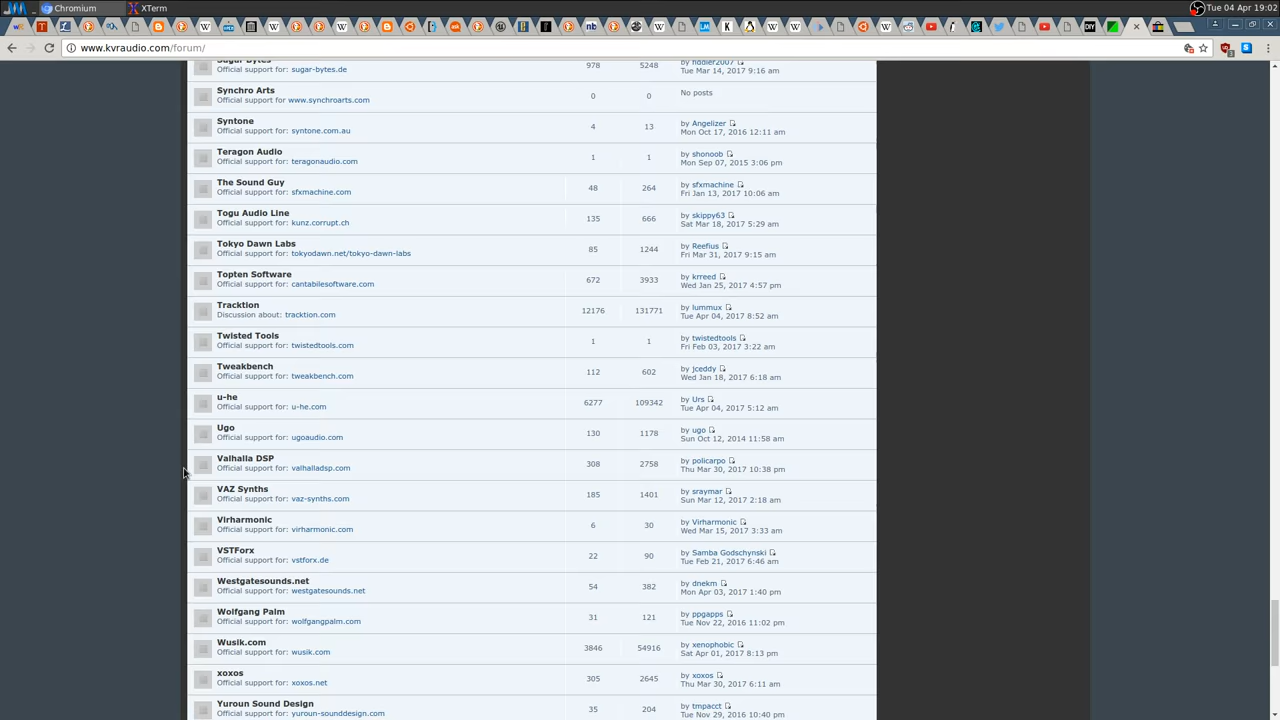 Chromium
XTerm
Tue 04 Apr, 19:02
www.kvraudio.com/forum/
Official support for: sugar-bytes.de
978
5248
Tue Mar 14, 2017 9:16 am
Synchro Arts
Official support for www.synchroarts.com
0
0
No posts
Syntone
Official support for: syntone.com.au
4
13
by Angelizer
Mon Oct 17, 2016 12:11 am
Teragon Audio
Official support for: teragonaudio.com
1
1
by shonoob
Mon Sep 07, 2015 3:06 pm
The Sound Guy
Official support for: sfxmachine.com
48
264
by sfxmachine
Fri Jan 13, 2017 10:06 am
Togu Audio Line
Official support for: kunz.corrupt.ch
135
666
by skippy63
Sat Mar 18, 2017 5:29 am
Tokyo Dawn Labs
Official support for: tokyodawn.net/tokyo-dawn-labs
85
1244
by Reefius
Fri Mar 31, 2017 9:15 am
Topten Software
Official support for: cantabilesoftware.com
672
3933
by krreed
Wed Jan 25, 2017 4:57 pm
Tracktion
Discussion about: tracktion.com
12176
131771
by lummux
Tue Apr 04, 2017 8:52 am
Twisted Tools
Official support for: twistedtools.com
1
1
by twistedtools
Fri Feb 03, 2017 3:22 am
Tweakbench
Official support for: tweakbench.com
112
602
by jceddy
Wed Jan 18, 2017 6:18 am
u-he
Official support for: u-he.com
6277
109342
by Urs
Tue Apr 04, 2017 5:12 am
Ugo
Official support for: ugoaudio.com
130
1178
by ugo
Sun Oct 12, 2014 11:58 am
Valhalla DSP
Official support for: valhalladsp.com
308
2758
by policarpo
Thu Mar 30, 2017 10:38 pm
VAZ Synths
Official support for: vaz-synths.com
185
1401
by sraymar
Sun Mar 12, 2017 2:18 am
Virharmonic
Official support for: virharmonic.com
6
30
by Virharmonic
Wed Mar 15, 2017 3:33 am
VSTForx
Official support for: vstforx.de
22
90
by Samba Godschynski
Tue Feb 21, 2017 6:46 am
Westgatesounds.net
Official support for: westgatesounds.net
54
382
by dnekm
Mon Apr 03, 2017 1:40 pm
Wolfgang Palm
Official support for: wolfgangpalm.com
31
121
by ppgapps
Tue Nov 22, 2016 11:02 pm
Wusik.com
Official support for: wusik.com
3846
54916
by xenophobic
Sat Apr 01, 2017 8:13 pm
xoxos
Official support for: xoxos.net
305
2645
by xoxos
Thu Mar 30, 2017 6:11 am
Yuroun Sound Design
Official support for: yuroun-sounddesign.com
35
204
by tmpacct
Tue Nov 29, 2016 10:40 pm